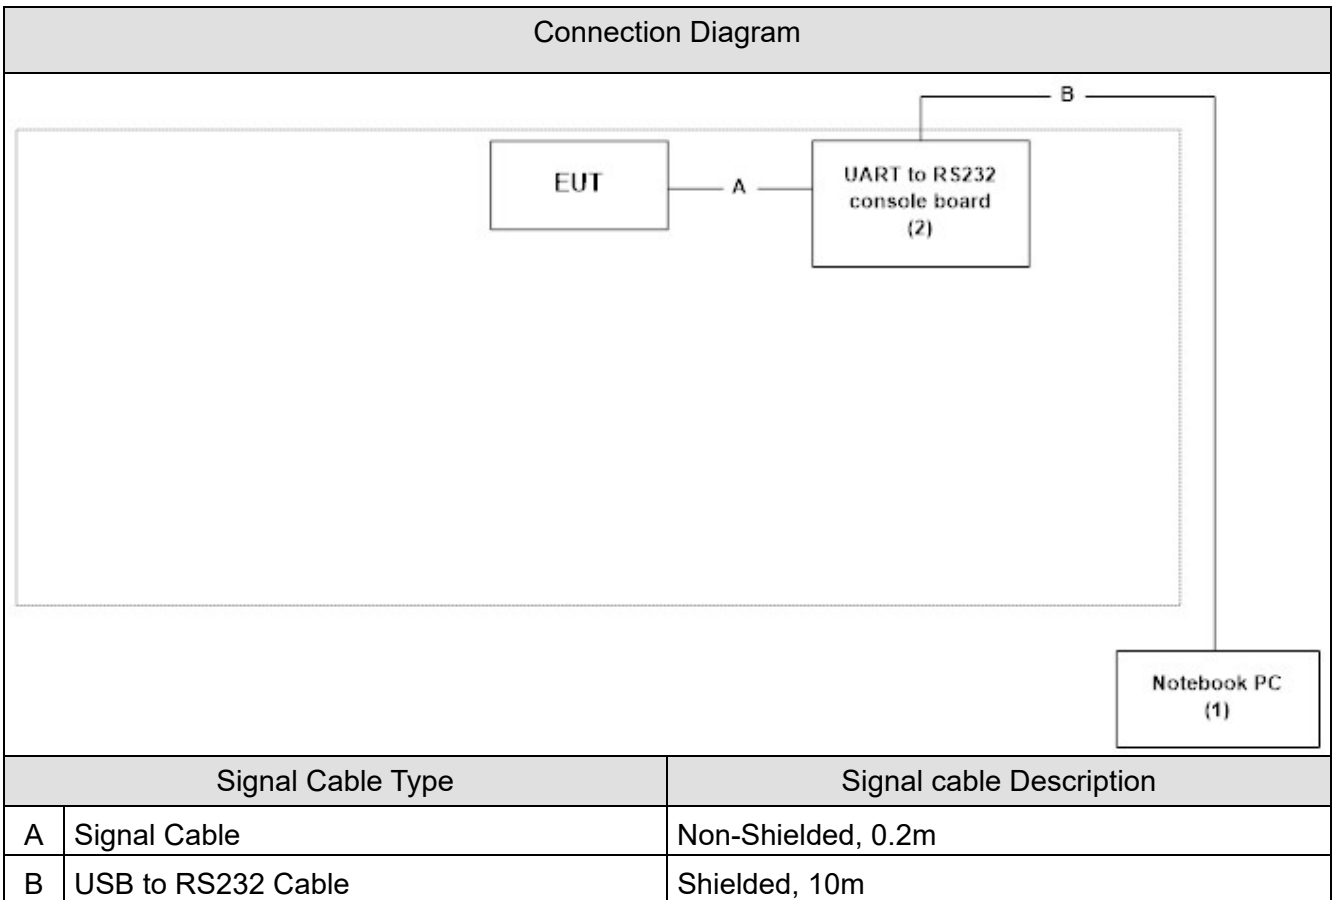 Connection Diagram
B
EUT
A
UART to RS232
console board
(2)
Notebook PC
(1)
Signal Cable Type
Signal cable Description
A
Signal Cable
Non-Shielded, 0.2m
B
USB to RS232 Cable
Shielded, 10m